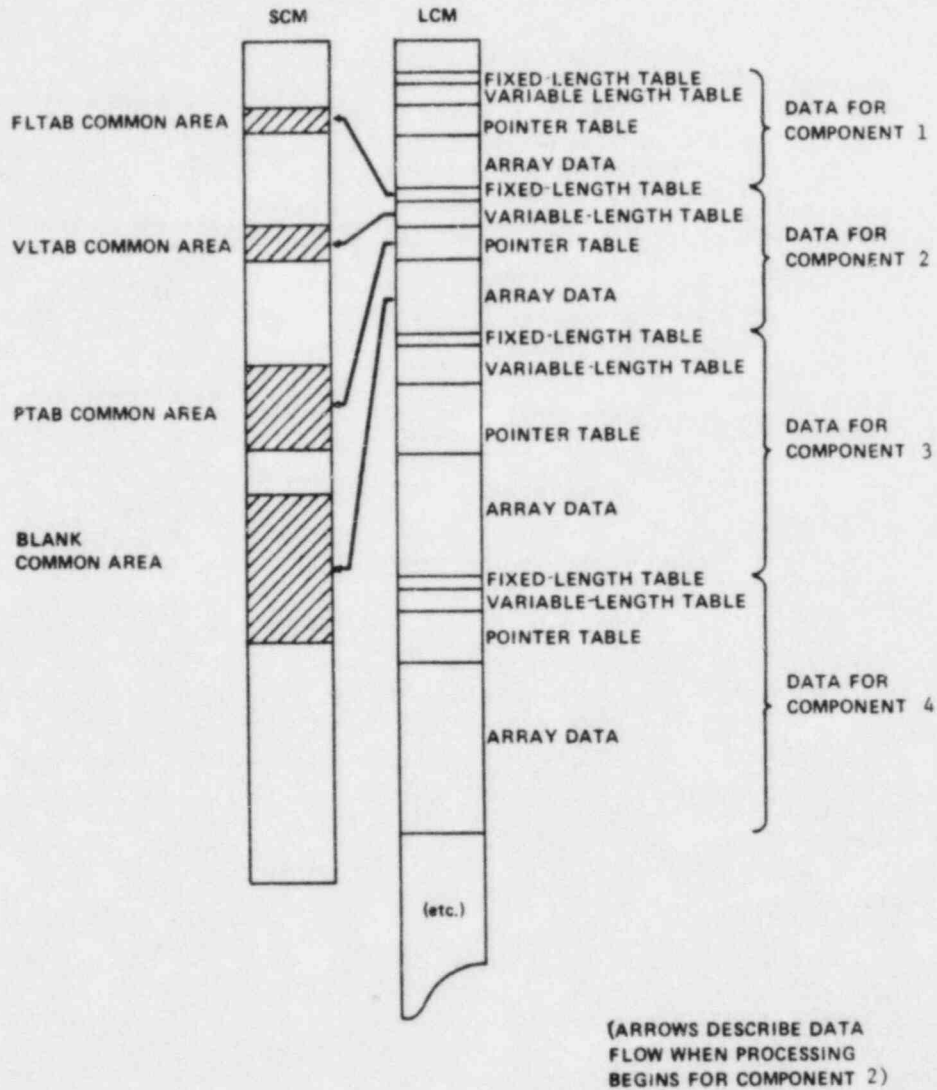 SCM
LCM
FLTAB COMMON AREA
VLTAB COMMON AREA
PTAB COMMON AREA
BLANK
COMMON AREA
FIXED-LENGTH TABLE
VARIABLE LENGTH TABLE
POINTER TABLE
ARRAY DATA
DATA FOR
COMPONENT 1
FIXED-LENGTH TABLE
VARIABLE-LENGTH TABLE
POINTER TABLE
ARRAY DATA
DATA FOR
COMPONENT 2
FIXED-LENGTH TABLE
VARIABLE-LENGTH TABLE
POINTER TABLE
ARRAY DATA
DATA FOR
COMPONENT 3
FIXED-LENGTH TABLE
VARIABLE-LENGTH TABLE
POINTER TABLE
ARRAY DATA
DATA FOR
COMPONENT 4
(etc.)
(ARROWS DESCRIBE DATA
FLOW WHEN PROCESSING
BEGINS FOR COMPONENT 2)